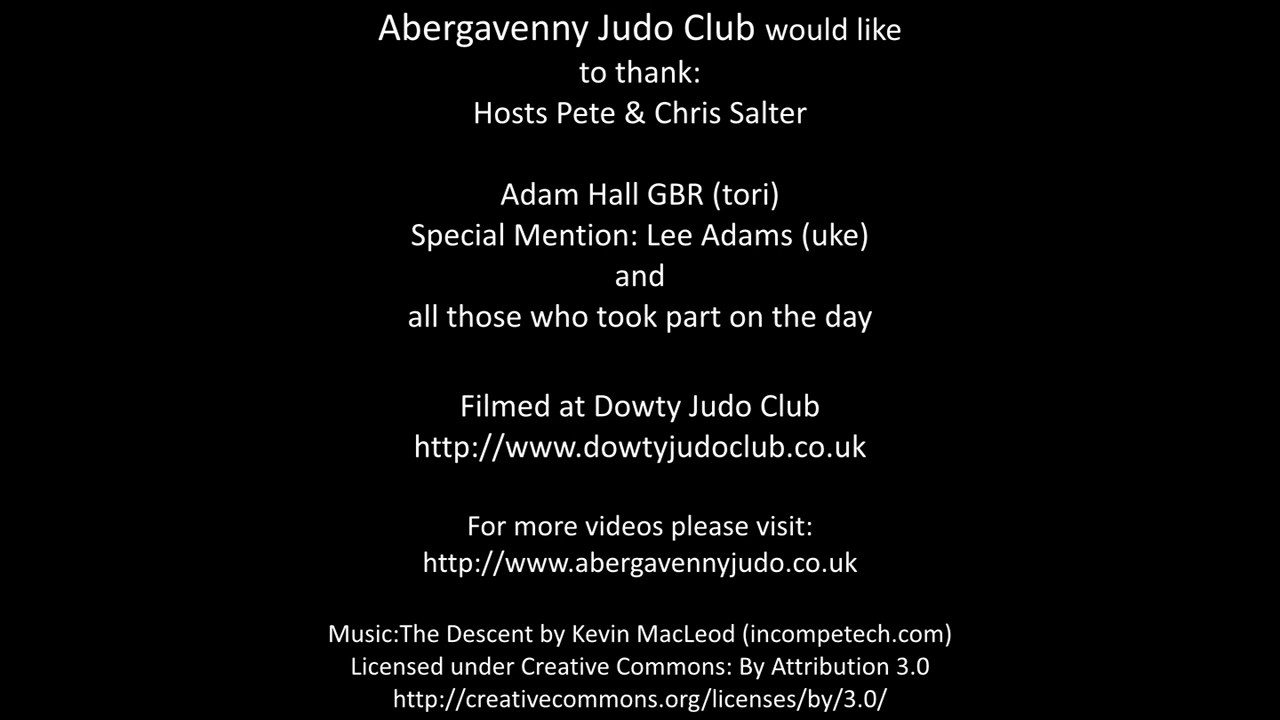 Abergavenny Judo Club would like
to thank:
Hosts Pete & Chris Salter
Adam Hall GBR (tori)
Special Mention: Lee Adams (uke)
and
all those who took part on the day
Filmed at Dowty Judo Club
http://www.dowtyjudoclub.co.uk
For more videos please visit:
http://www.abergavennyjudo.co.uk
Music:The Descent by Kevin MacLeod (incompetech.com)
Licensed under Creative Commons: By Attribution 3.0
http://creativecommons.org/licenses/by/3.0/